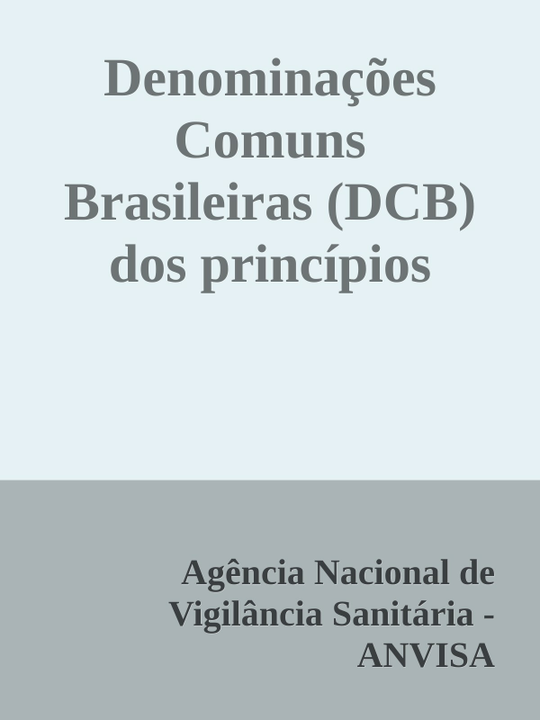 Denominações
Comuns
Brasileiras (DCB)
dos princípios
Agência Nacional de
Vigilância Sanitária -
ANVISA